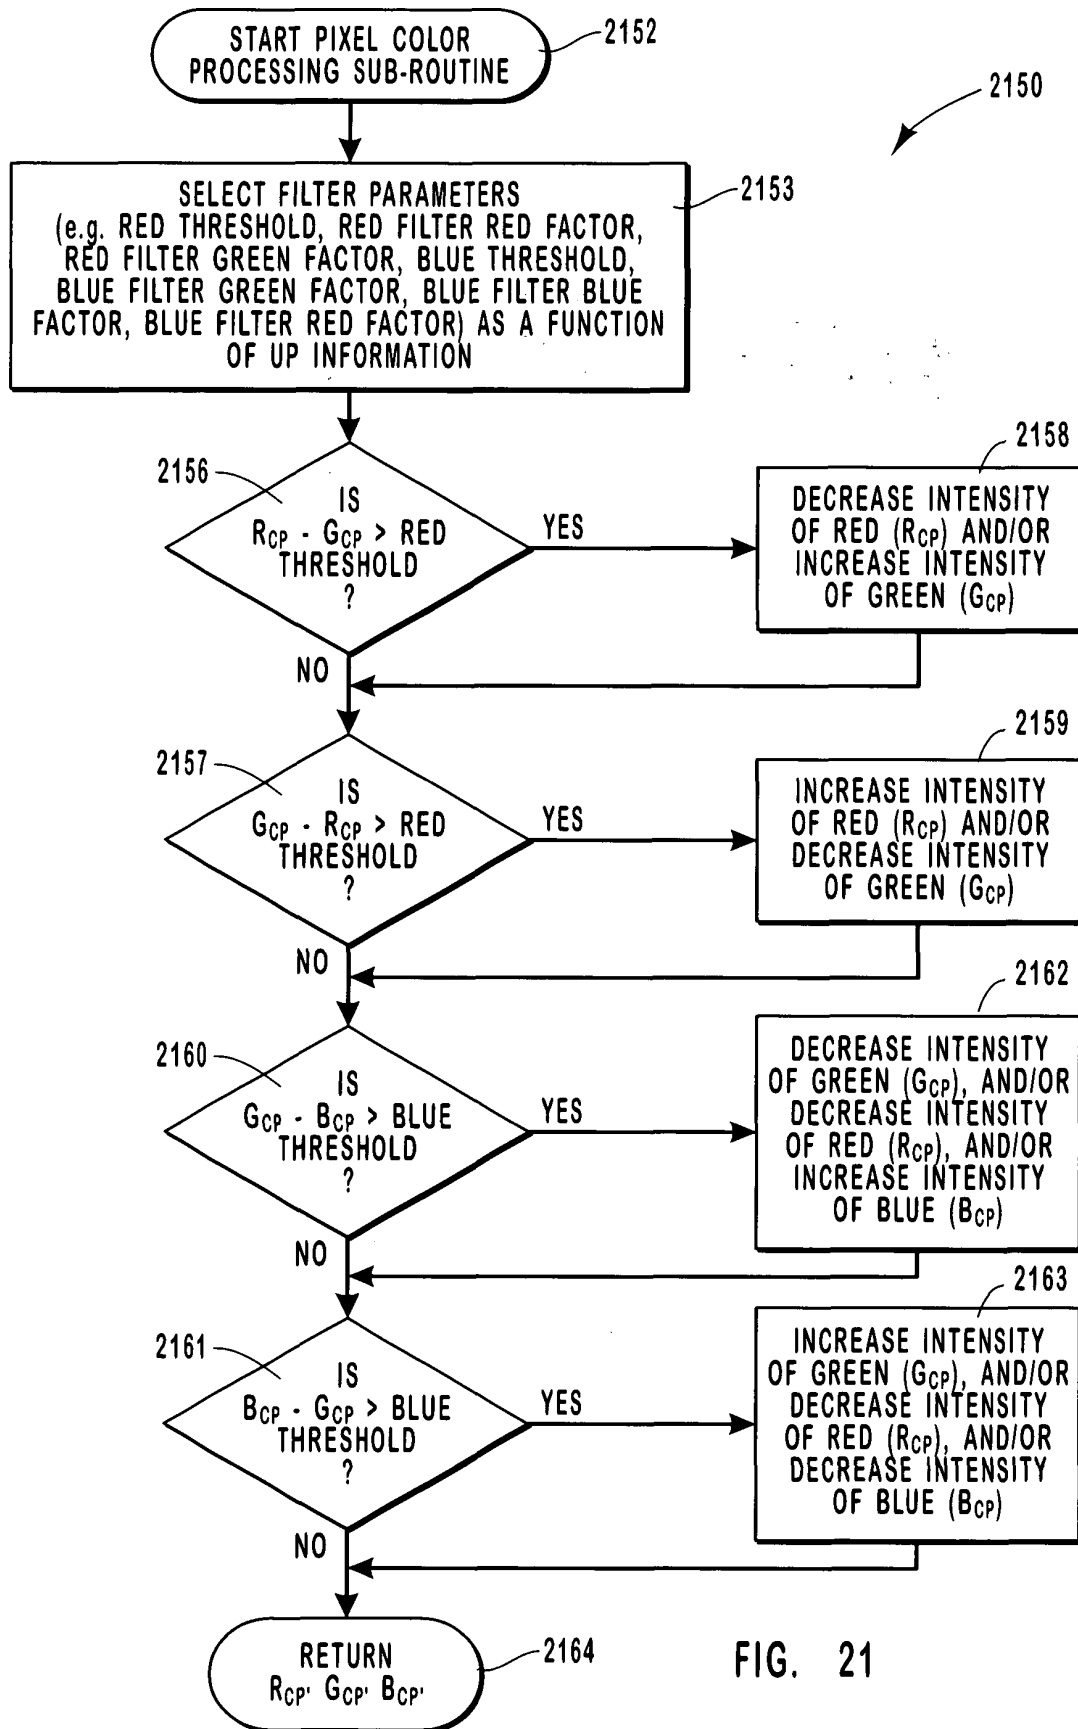 START PIXEL COLOR
PROCESSING SUB-ROUTINE
2152
2150
SELECT FILTER PARAMETERS
(e.g. RED THRESHOLD, RED FILTER RED FACTOR,
RED FILTER GREEN FACTOR, BLUE THRESHOLD,
BLUE FILTER GREEN FACTOR, BLUE FILTER BLUE
FACTOR, BLUE FILTER RED FACTOR) AS A FUNCTION
OF UP INFORMATION
2153
2156
IS
RCP - GCP > RED
THRESHOLD
?
YES
NO
2158
DECREASE INTENSITY
OF RED (RCP) AND/OR
INCREASE INTENSITY
OF GREEN (GCP)
2157
IS
GCP - RCP > RED
THRESHOLD
?
YES
NO
2159
INCREASE INTENSITY
OF RED (RCP) AND/OR
DECREASE INTENSITY
OF GREEN (GCP)
2160
IS
GCP - BCP > BLUE
THRESHOLD
?
YES
NO
2162
DECREASE INTENSITY
OF GREEN (GCP), AND/OR
DECREASE INTENSITY
OF RED (RCP), AND/OR
INCREASE INTENSITY
OF BLUE (BCP)
2161
IS
BCP - GCP > BLUE
THRESHOLD
?
YES
NO
2163
INCREASE INTENSITY
OF GREEN (GCP), AND/OR
DECREASE INTENSITY
OF RED (RCP), AND/OR
DECREASE INTENSITY
OF BLUE (BCP)
RETURN
RCP' GCP' BCP'
2164
FIG. 21